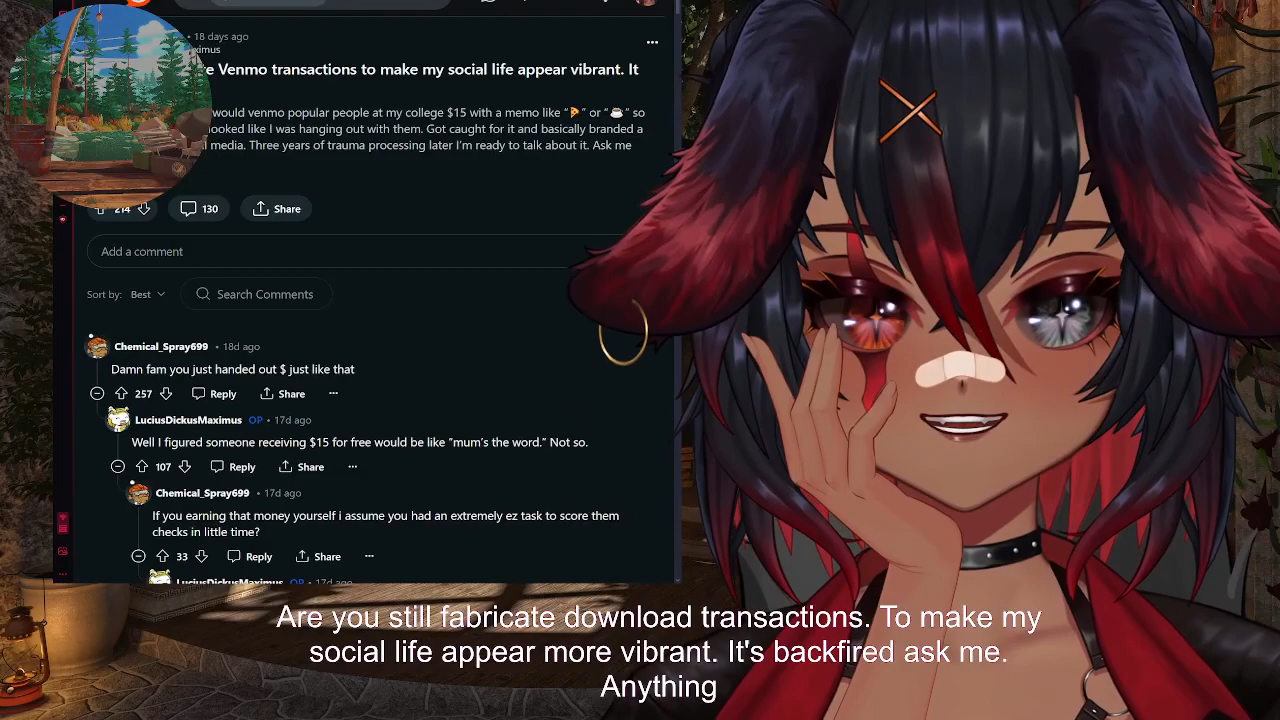 • 18 days ago
ximus
re Venmo transactions to make my social life appear vibrant. It
would venmo popular people at my college $15 with a memo like “🍕” or “☕” so
looked like I was hanging out with them. Got caught for it and basically branded a
l media. Three years of trauma processing later I’m ready to talk about it. Ask me
214
130
Share
Add a comment
Sort by: Best
Search Comments
Chemical_Spray699 • 18d ago
Damn fam you just handed out $ just like that
257 Reply Share
LuciusDickusMaximus OP • 17d ago
Well I figured someone receiving $15 for free would be like “mum’s the word.” Not so.
107 Reply Share
Chemical_Spray699 • 17d ago
If you earning that money yourself i assume you had an extremely ez task to score them
checks in little time?
33 Reply Share
LuciusDickusMaximus OP • 17d ago
Are you still fabricate download transactions. To make my
social life appear more vibrant. It's backfired ask me.
Anything